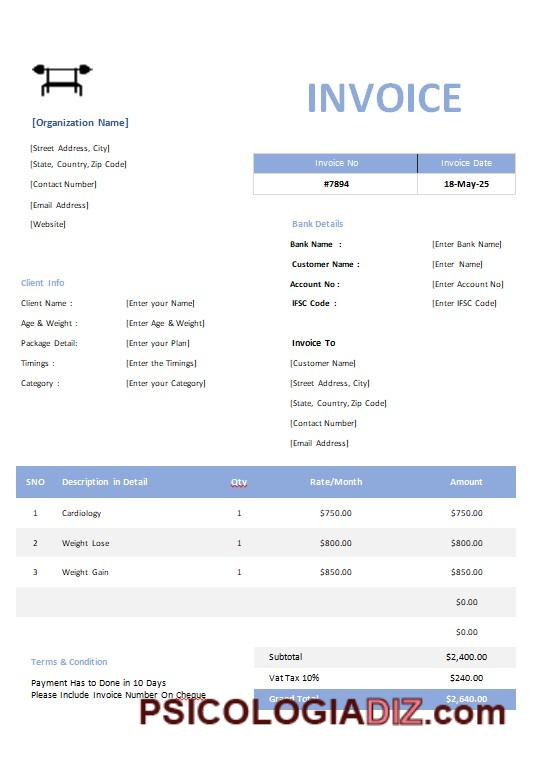 INVOICE
[Organization Name]
[Street Address, City]
[State, Country, Zip Code]
[Contact Number]
[Email Address]
[Website]
Invoice No Invoice Date
#7894 18-May-25
Bank Details
Bank Name : [Enter Bank Name]
Customer Name : [Enter Name]
Account No : [Enter Account No]
IFSC Code : [Enter IFSC Code]
Client Info
Client Name : [Enter your Name]
Age & Weight : [Enter Age & Weight]
Package Detail: [Enter your Plan]
Timings : [Enter the Timings]
Category : [Enter your Category]
Invoice To
[Customer Name]
[Street Address, City]
[State, Country, Zip Code]
[Contact Number]
[Email Address]
SNO Description in Detail Qty Rate/Month Amount
1 Cardiology 1 $750.00 $750.00
2 Weight Lose 1 $800.00 $800.00
3 Weight Gain 1 $850.00 $850.00
$0.00
$0.00
Subtotal $2,400.00
Vat Tax 10% $240.00
Grand Total $2,640.00
Terms & Condition
Payment Has to Done in 10 Days
Please Include Invoice Number On Cheque
PSICOLOGIADIZ.com